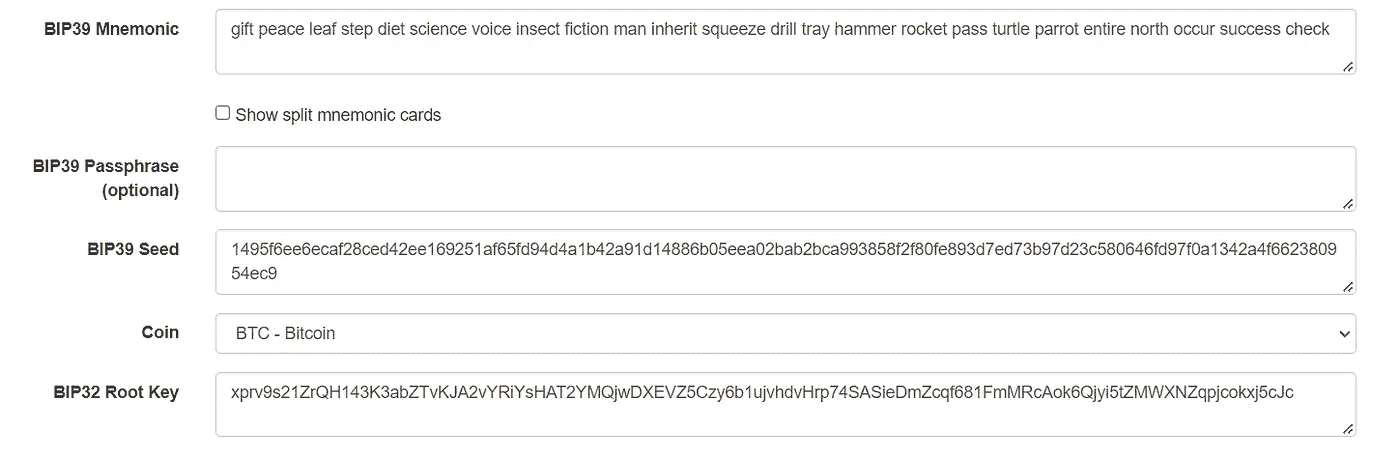 BIP39 Mnemonic
gift peace leaf step diet science voice insect fiction man inherit squeeze drill tray hammer rocket pass turtle parrot entire north occur success check
Show split mnemonic cards
BIP39 Passphrase
(optional)
BIP39 Seed
1495f6ee6ecaf28ced42ee169251af65fd94d4a1b42a91d14886b05eea02bab2bca993858f2f80fe893d7ed73b97d23c580646fd97f0a1342a4f6623809
54ec9
Coin
BTC - Bitcoin
BIP32 Root Key
xprv9s21ZrQH143K3abZTvKJA2vYRiYsHAT2YMQjwDXEVZ5Czy6b1ujvhdvHrp74SASieDmZcqf681FmMRcAok6Qjyi5tZMWXNZqpjcokxj5cJc